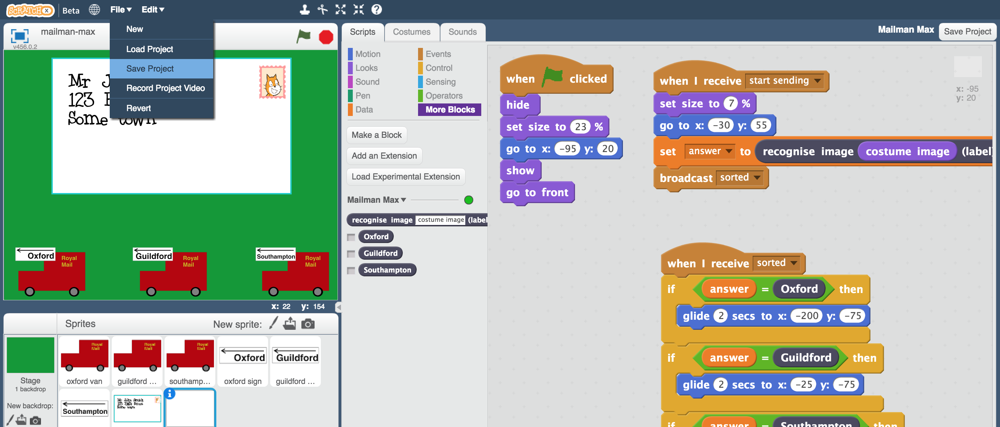 SCRATCH X Beta File Edit
New
Load Project
Save Project
Record Project Video
Revert
mailman-max
v456.0.2
Mr J
123
Some town
Oxford
Royal
Mail
Guildford
Royal
Mail
Southampton
Royal
Mail
x: 22 y: 154
Sprites New sprite:
Stage
1 backdrop
New backdrop:
Royal
Mail
oxford van
Royal
Mail
guildford ...
Royal
Mail
southamp...
Oxford
oxford sign
Guildford
guildford ...
Southampton
Scripts Costumes Sounds
Motion Events
Looks Control
Sound Sensing
Pen Operators
Data More Blocks
Make a Block
Add an Extension
Load Experimental Extension
Mailman Max
recognise image costume image (label
Oxford
Guildford
Southampton
Mailman Max Save Project
x: -95
y: 20
when clicked
hide
set size to 23 %
go to x: -95 y: 20
show
go to front
when I receive start sending
set size to 7 %
go to x: -30 y: 55
set answer to recognise image costume image (label
broadcast sorted
when I receive sorted
if answer = Oxford then
glide 2 secs to x: -200 y: -75
if answer = Guildford then
glide 2 secs to x: -25 y: -75
if answer = Southampton then